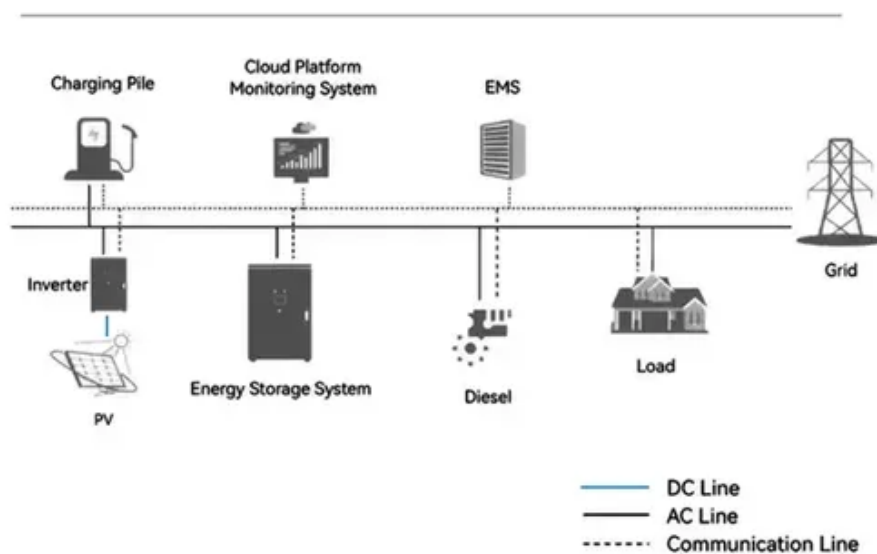 Charging Pile
Cloud Platform
Monitoring System
EMS
Grid
Inverter
PV
Energy Storage System
Diesel
Load
DC Line
AC Line
Communication Line